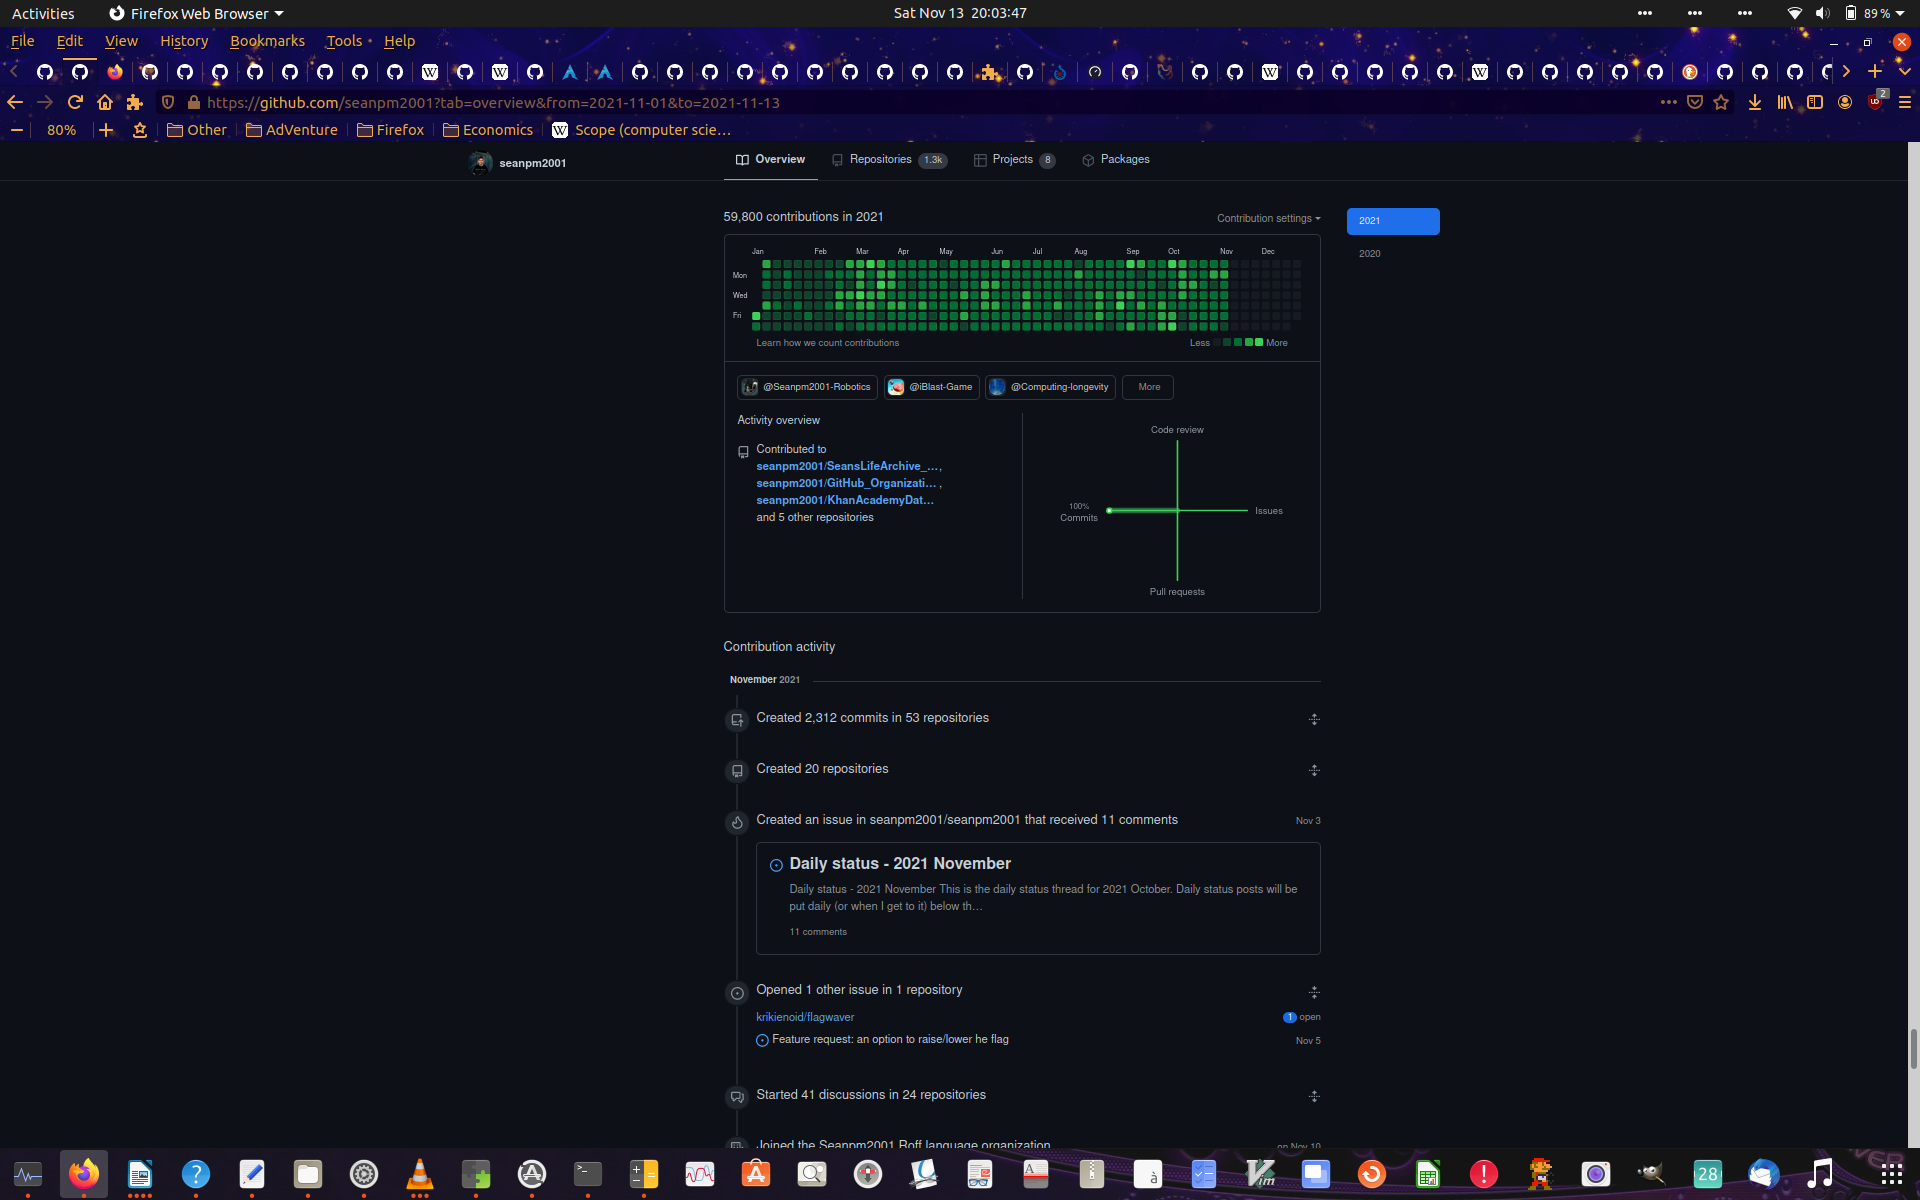 Activities
Firefox Web Browser
Sat Nov 13 20:03:47
89 %
File Edit View History Bookmarks Tools Help
https://github.com/seanpm2001?tab=overview&from=2021-11-01&to=2021-11-13
2
80%
Other
AdVenture
Firefox
Economics
Scope (computer scie…
seanpm2001
Overview
Repositories 1.3k
Projects 8
Packages
59,800 contributions in 2021
Contribution settings
2021
2020
Jan Feb Mar Apr May Jun Jul Aug Sep Oct Nov Dec
Mon
Wed
Fri
Learn how we count contributions
Less More
@Seanpm2001-Robotics
@iBlast-Game
@Computing-longevity
More
Activity overview
Contributed to
seanpm2001/SeansLifeArchive_…,
seanpm2001/GitHub_Organizati… ,
seanpm2001/KhanAcademyDat…
and 5 other repositories
Code review
100%
Commits
Issues
Pull requests
Contribution activity
November 2021
Created 2,312 commits in 53 repositories
Created 20 repositories
Created an issue in seanpm2001/seanpm2001 that received 11 comments
Nov 3
Daily status - 2021 November
Daily status - 2021 November This is the daily status thread for 2021 October. Daily status posts will be
put daily (or when I get to it) below th…
11 comments
Opened 1 other issue in 1 repository
krikienoid/flagwaver
1 open
Feature request: an option to raise/lower he flag
Nov 5
Started 41 discussions in 24 repositories
Joined the Seanpm2001 Roff language organization
on Nov 10
28